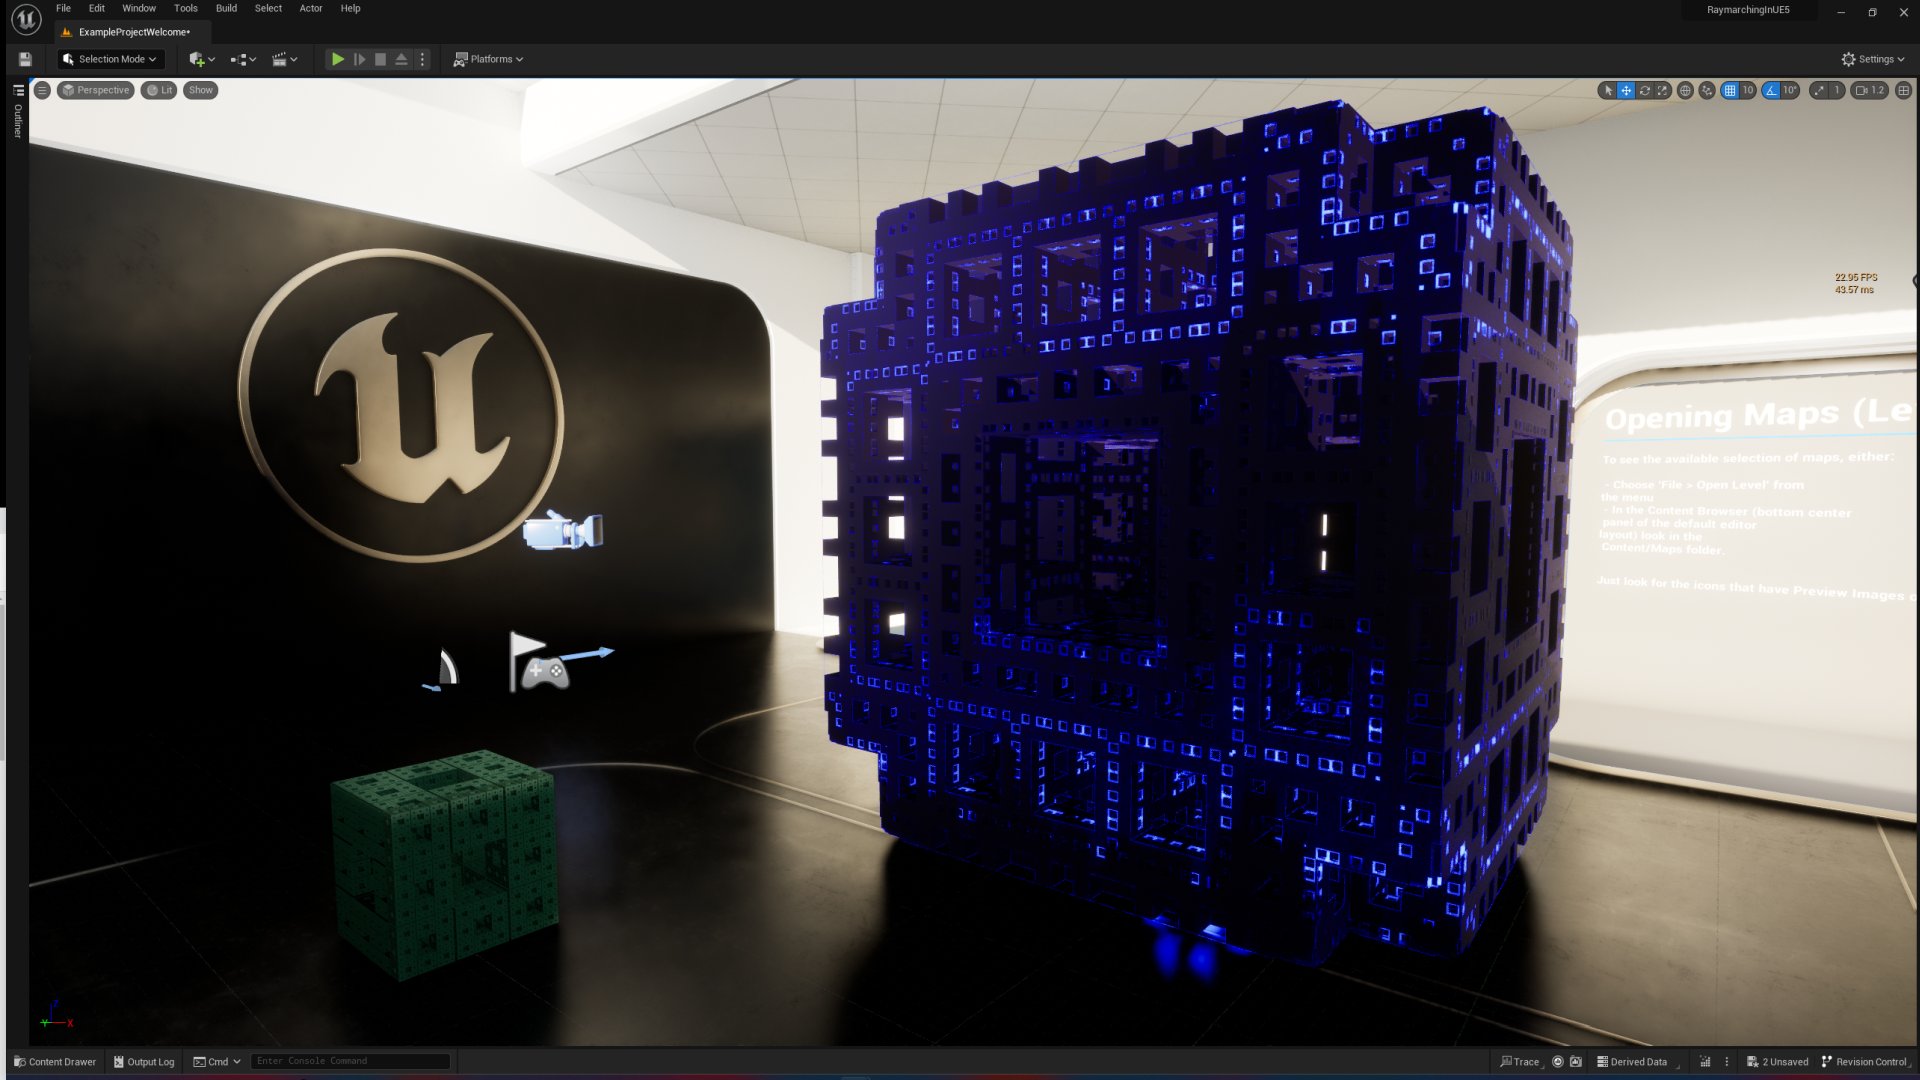 File Edit Window Tools Build Select Actor Help
RaymarchingInUE5
ExampleProjectWelcome•
Selection Mode
Platforms
Settings
Outliner
Perspective Lit Show
10 10° 1 1.2
22.95 FPS
43.57 ms
Opening Maps (Le
To see the available selection of maps, either:
- Choose 'File > Open Level' from
the menu
- In the Content Browser (bottom center
panel of the default editor
layout) look in the
Content/Maps folder.
Just look for the icons that have Preview Images o
Z
Y X
Content Drawer Output Log Cmd Enter Console Command
Trace Derived Data 2 Unsaved Revision Control